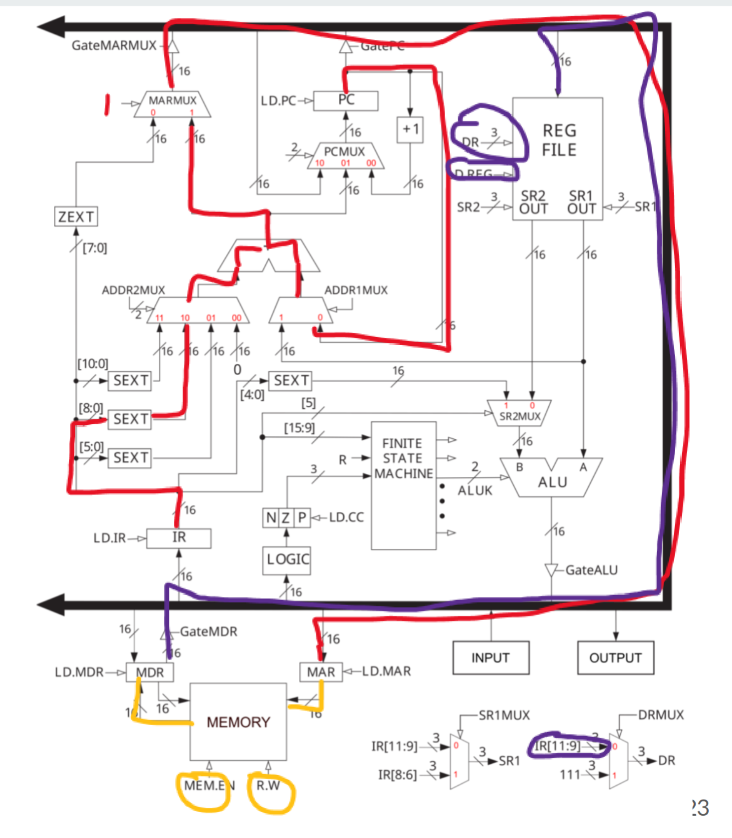 GateMARMUX
GatePC
16
16
16
MARMUX
0 1
LD.PC
PC
+1
REG
FILE
DR
3
D.REG
16
16
16
2
PCMUX
10 01 00
16
16
16
ZEXT
[7:0]
SR2
3
SR2
OUT
SR1
OUT
3
SR1
16
16
ADDR2MUX
2
ADDR1MUX
11 10 01 00
1 0
6
16
16
16
16
0
16
[10:0]
SEXT
[4:0]
SEXT
16
[8:0]
SEXT
[5]
1 0
SR2MUX
[5:0]
SEXT
[15:9]
16
R
FINITE
STATE
MACHINE
3
2
ALUK
B A
ALU
16
LD.IR
IR
N Z P
LD.CC
16
LOGIC
16
16
GateALU
16
GateMDR
16
16
LD.MDR
MDR
MAR
LD.MAR
INPUT
OUTPUT
16
16
16
MEMORY
MEM.EN
R.W
SR1MUX
DRMUX
IR[11:9]
3
0
3
SR1
IR[8:6]
3
1
IR[11:9]
3
0
3
DR
111
3
1
23